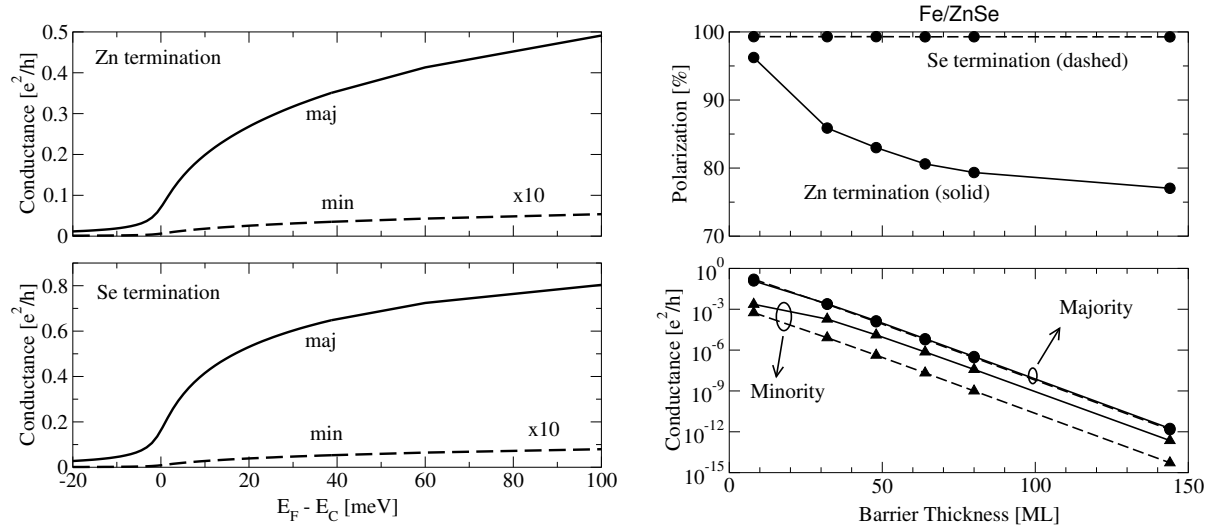 0.5
0.4
0.3
0.2
0.1
0
Conductance [e²/h]
Zn termination
maj
min
x10
0.8
0.6
0.4
0.2
0
Conductance [e²/h]
Se termination
maj
min
x10
-20
0
20
40
60
80
100
E_F - E_C [meV]
Fe/ZnSe
100
90
80
70
Polarization [%]
Se termination (dashed)
Zn termination (solid)
10⁰
10⁻³
10⁻⁶
10⁻⁹
10⁻¹²
10⁻¹⁵
Conductance [e²/h]
Majority
Minority
0
50
100
150
Barrier Thickness [ML]